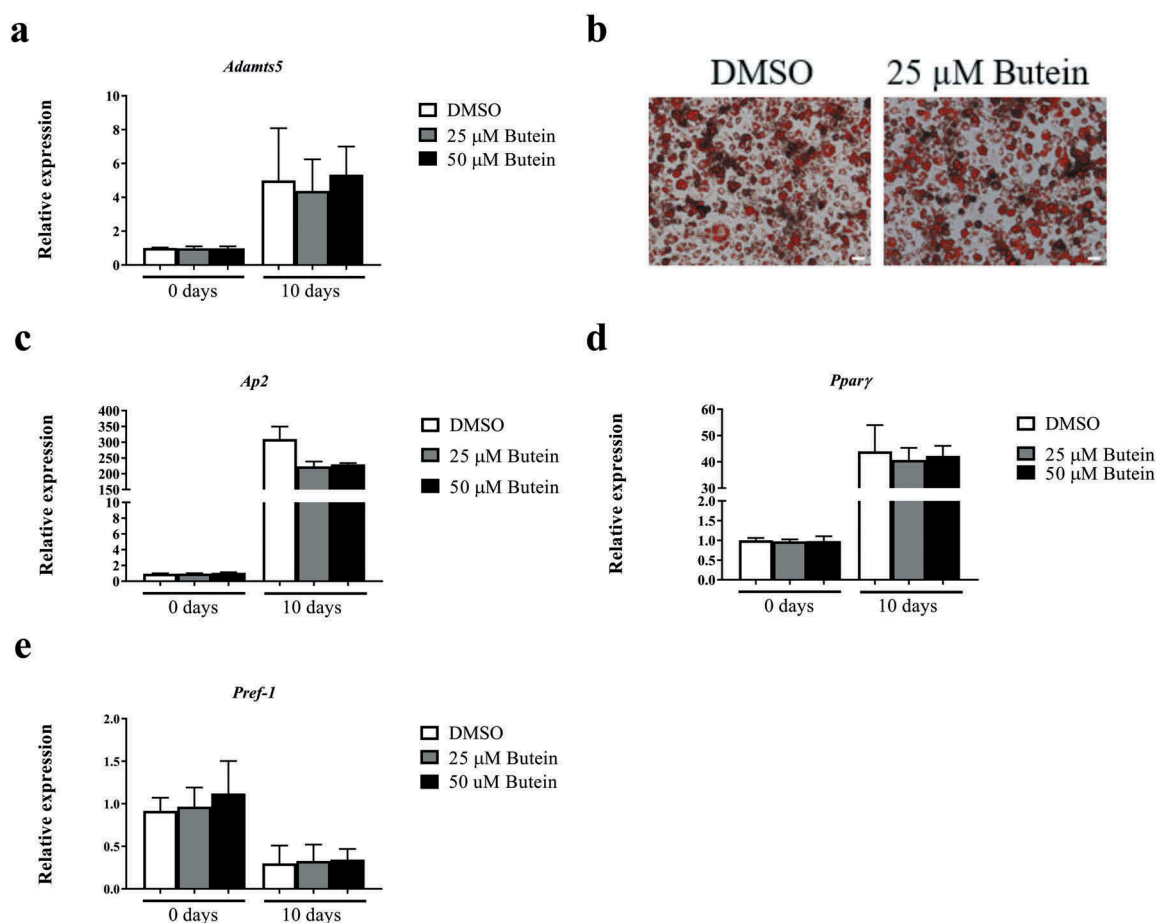 a
Adamts5
Relative expression
10
8
6
4
2
0
0 days
10 days
DMSO
25 μM Butein
50 μM Butein
b
DMSO
25 μM Butein
c
Ap2
Relative expression
400
350
300
250
200
150
10
8
6
4
2
0
0 days
10 days
DMSO
25 μM Butein
50 μM Butein
d
Pparγ
Relative expression
60
50
40
30
2.0
1.5
1.0
0.5
0.0
0 days
10 days
DMSO
25 μM Butein
50 μM Butein
e
Pref-1
Relative expression
2.0
1.5
1.0
0.5
0.0
0 days
10 days
DMSO
25 μM Butein
50 uM Butein